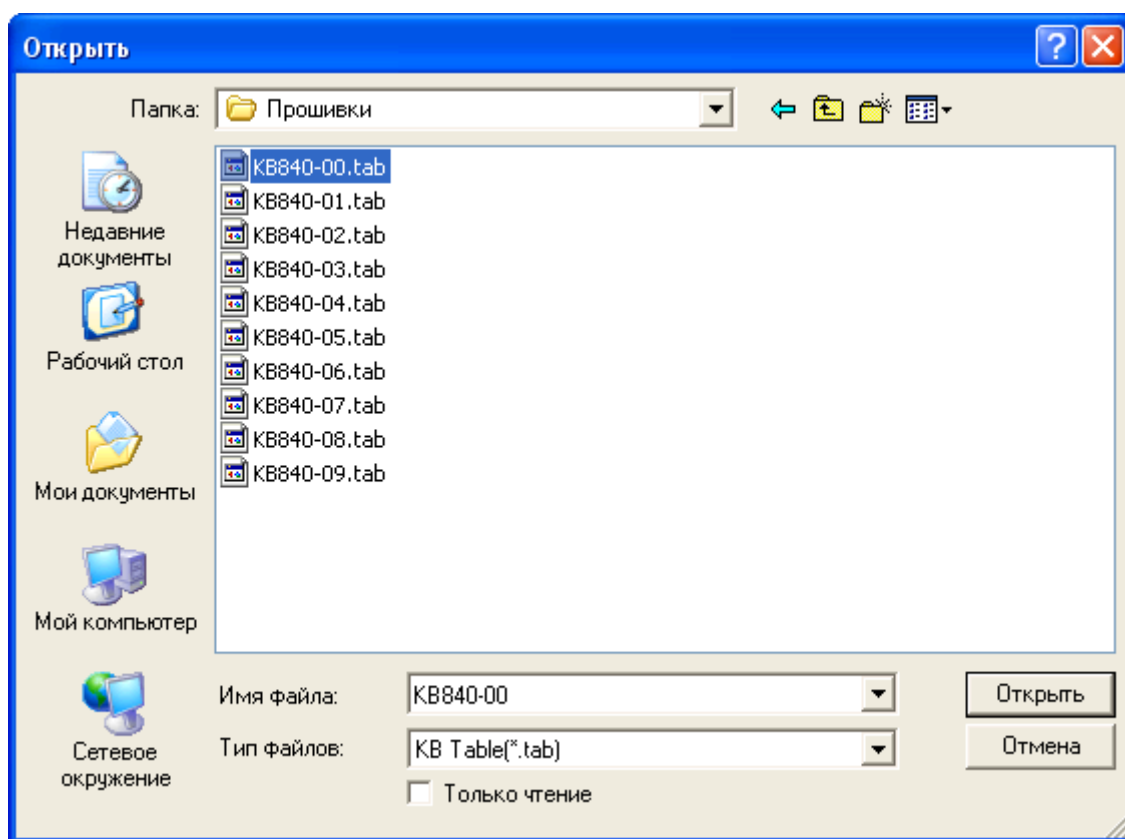 Открыть
Папка: Прошивки
KB840-00.tab
KB840-01.tab
KB840-02.tab
KB840-03.tab
KB840-04.tab
KB840-05.tab
KB840-06.tab
KB840-07.tab
KB840-08.tab
KB840-09.tab
Недавние
документы
Рабочий стол
Мои документы
Мой компьютер
Сетевое
окружение
Имя файла: KB840-00 Открыть
Тип файлов: KB Table(*.tab) Отмена
Только чтение